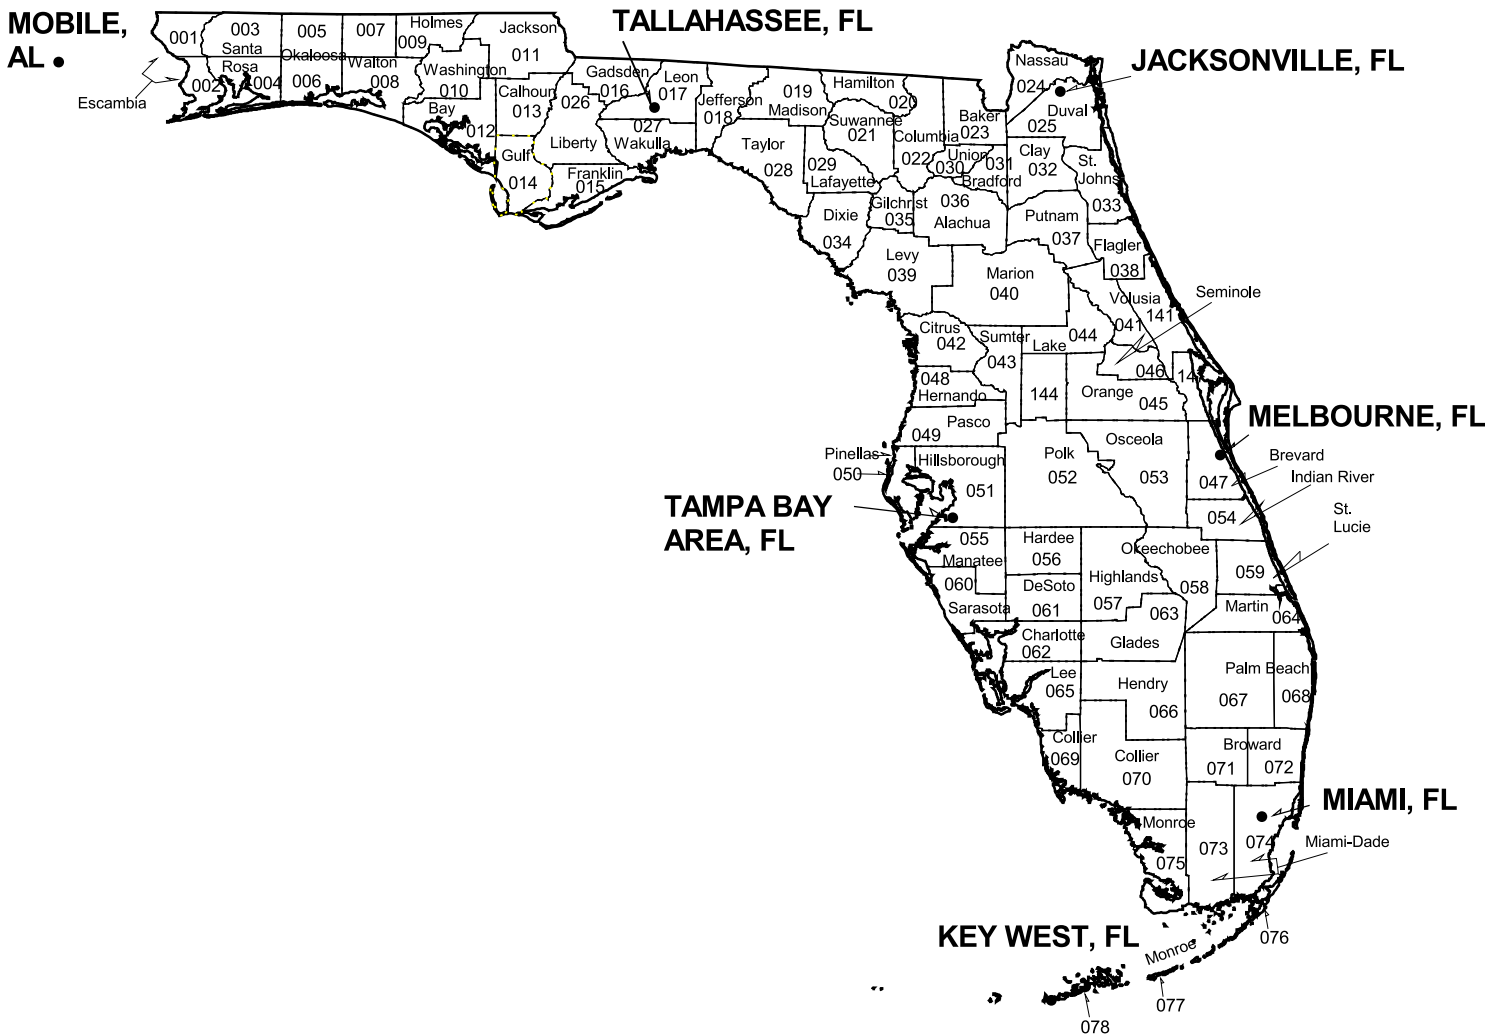 MOBILE,
AL
TALLAHASSEE, FL
JACKSONVILLE, FL
001
003
Santa
Rosa
005
Okaloosa
007
Walton
Holmes
009
Jackson
011
Escambia
002
004
006
008
Washington
010
Bay
012
Calhoun
013
Gulf
014
Gadsden
016
026
Liberty
Franklin
015
Leon
017
027
Wakulla
Jefferson
018
019
Madison
Taylor
028
Hamilton
020
Suwannee
021
029
Lafayette
Columbia
022
Baker
023
Nassau
024
Duval
025
Union
030
031
Bradford
Clay
032
St.
Johns
033
Dixie
034
Gilchrist
035
036
Alachua
Putnam
037
Flagler
038
Levy
039
Marion
040
Volusia
041
141
Seminole
Citrus
042
Sumter
043
Lake
044
046
048
Hernando
144
Orange
045
14
MELBOURNE, FL
Pasco
049
Osceola
053
Polk
052
Brevard
047
Pinellas
050
Hillsborough
051
Indian River
054
TAMPA BAY
AREA, FL
St.
Lucie
055
Manatee
Hardee
056
Okeechobee
058
059
060
Sarasota
DeSoto
061
Highlands
057
063
Glades
Martin
064
Charlotte
062
Lee
065
Hendry
066
Palm Beach
067
068
Collier
069
Collier
070
Broward
071
072
MIAMI, FL
Monroe
075
073
074
Miami-Dade
KEY WEST, FL
Monroe
076
077
078